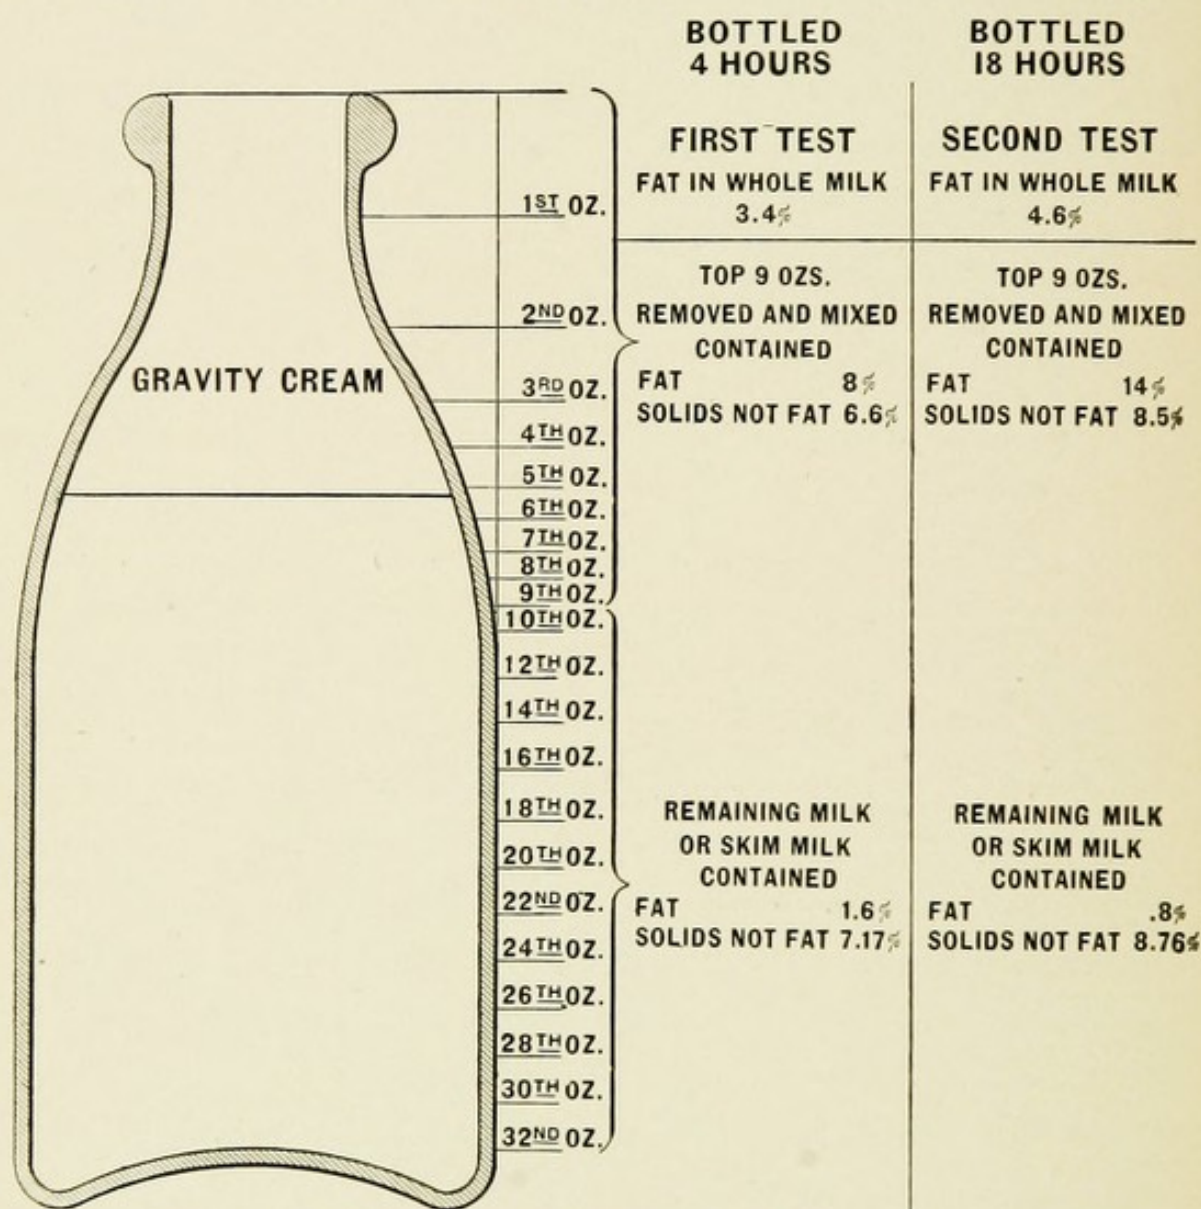 BOTTLED
4 HOURS
BOTTLED
18 HOURS
FIRST TEST
FAT IN WHOLE MILK
3.4%
SECOND TEST
FAT IN WHOLE MILK
4.6%
GRAVITY CREAM
1ST OZ.
2ND OZ.
3RD OZ.
4TH OZ.
5TH OZ.
6TH OZ.
7TH OZ.
8TH OZ.
9TH OZ.
10TH OZ.
12TH OZ.
14TH OZ.
16TH OZ.
18TH OZ.
20TH OZ.
22ND OZ.
24TH OZ.
26TH OZ.
28TH OZ.
30TH OZ.
32ND OZ.
TOP 9 OZS.
REMOVED AND MIXED
CONTAINED
FAT 8%
SOLIDS NOT FAT 6.6%
TOP 9 OZS.
REMOVED AND MIXED
CONTAINED
FAT 14%
SOLIDS NOT FAT 8.5%
REMAINING MILK
OR SKIM MILK
CONTAINED
FAT 1.6%
SOLIDS NOT FAT 7.17%
REMAINING MILK
OR SKIM MILK
CONTAINED
FAT .8%
SOLIDS NOT FAT 8.76%